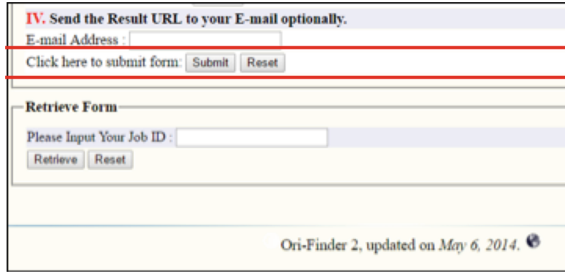 IV. Send the Result URL to your E-mail optionally.
E-mail Address :
Click here to submit form: Submit Reset
Retrieve Form
Please Input Your Job ID :
Retrieve Reset
Ori-Finder 2, updated on May 6, 2014.